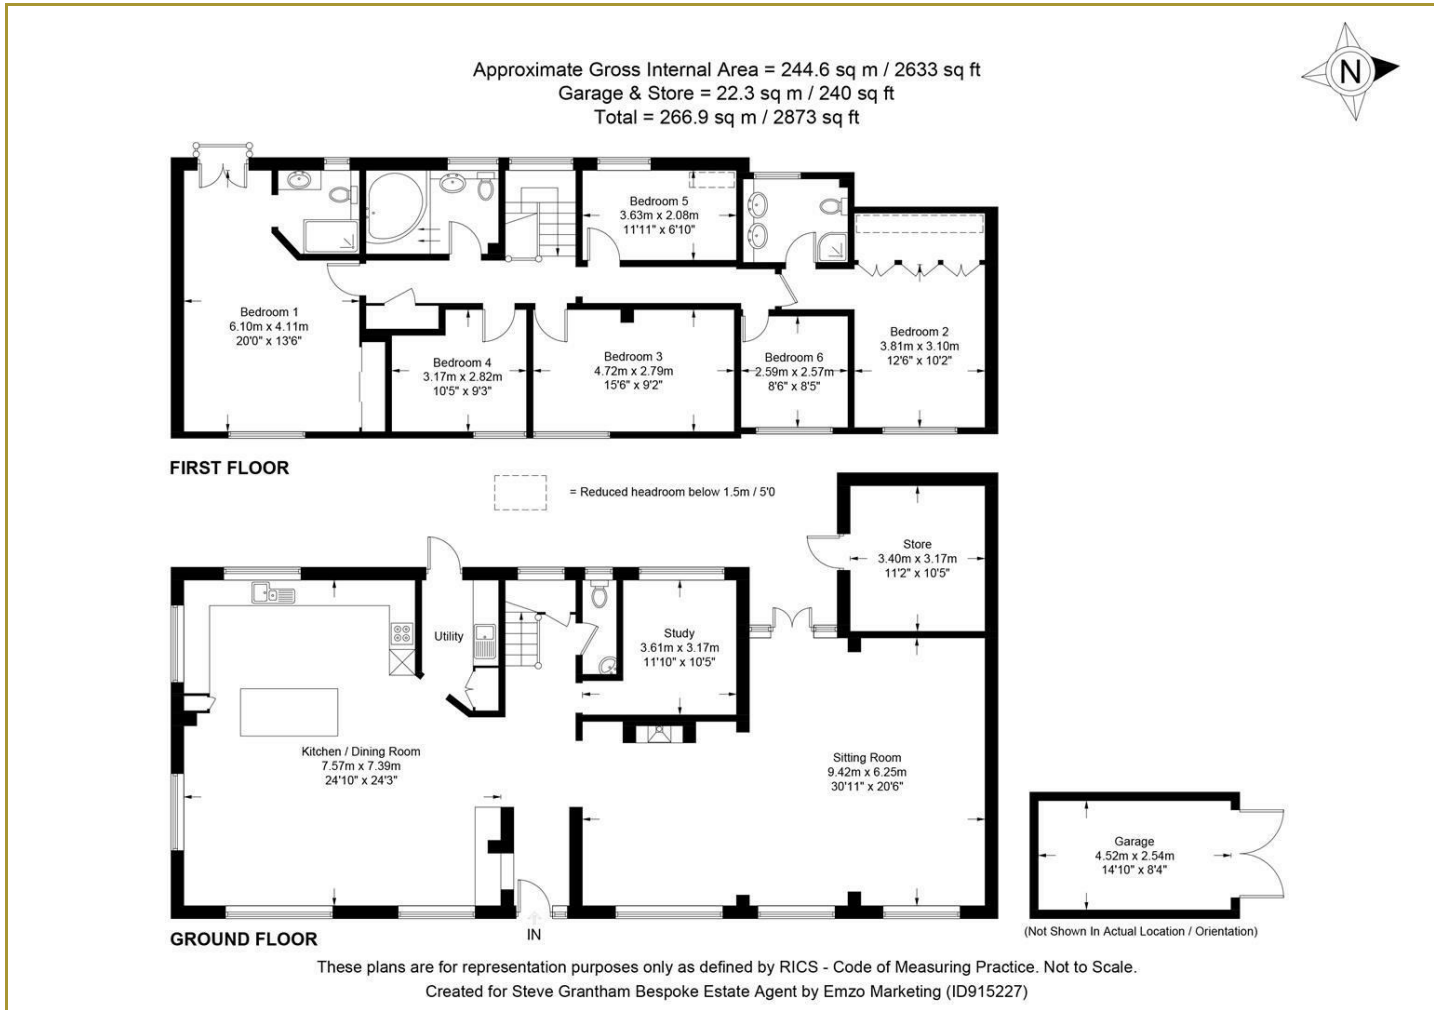 Approximate Gross Internal Area = 244.6 sq m / 2633 sq ft
Garage & Store = 22.3 sq m / 240 sq ft
Total = 266.9 sq m / 2873 sq ft
N
Bedroom 1
6.10m x 4.11m
20'0" x 13'6"
Bedroom 5
3.63m x 2.08m
11'11" x 6'10"
Bedroom 4
3.17m x 2.82m
10'5" x 9'3"
Bedroom 3
4.72m x 2.79m
15'6" x 9'2"
Bedroom 6
2.59m x 2.57m
8'6" x 8'5"
Bedroom 2
3.81m x 3.10m
12'6" x 10'2"
FIRST FLOOR
= Reduced headroom below 1.5m / 5'0
Store
3.40m x 3.17m
11'2" x 10'5"
Utility
Study
3.61m x 3.17m
11'10" x 10'5"
Kitchen / Dining Room
7.57m x 7.39m
24'10" x 24'3"
Sitting Room
9.42m x 6.25m
30'11" x 20'6"
Garage
4.52m x 2.54m
14'10" x 8'4"
(Not Shown In Actual Location / Orientation)
IN
GROUND FLOOR
These plans are for representation purposes only as defined by RICS - Code of Measuring Practice. Not to Scale.
Created for Steve Grantham Bespoke Estate Agent by Emzo Marketing (ID915227)